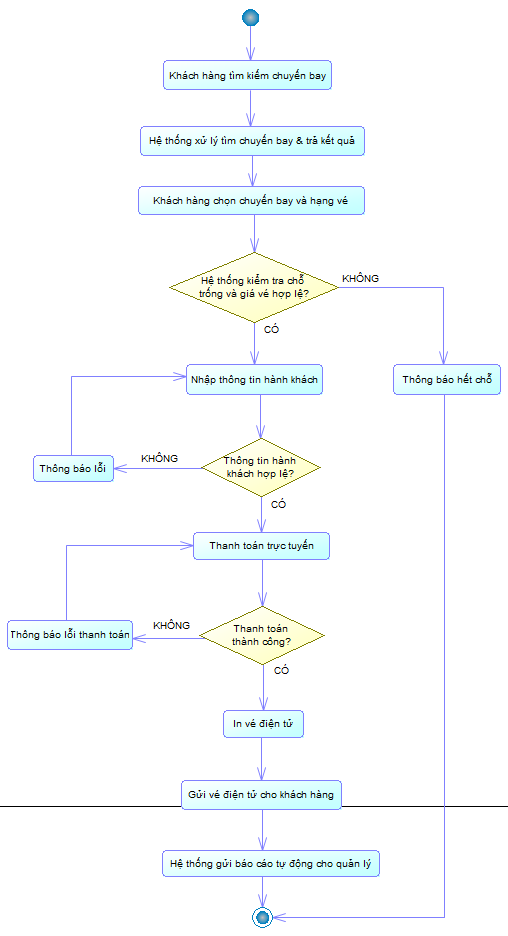 Khách hàng tìm kiếm chuyến bay
Hệ thống xử lý tìm chuyến bay & trả kết quả
Khách hàng chọn chuyến bay và hạng vé
Hệ thống kiểm tra chỗ
trống và giá vé hợp lệ?
KHÔNG
CÓ
Nhập thông tin hành khách
Thông báo hết chỗ
Thông tin hành
khách hợp lệ?
KHÔNG
Thông báo lỗi
CÓ
Thanh toán trực tuyến
Thanh toán
thành công?
KHÔNG
Thông báo lỗi thanh toán
CÓ
In vé điện tử
Gửi vé điện tử cho khách hàng
Hệ thống gửi báo cáo tự động cho quản lý